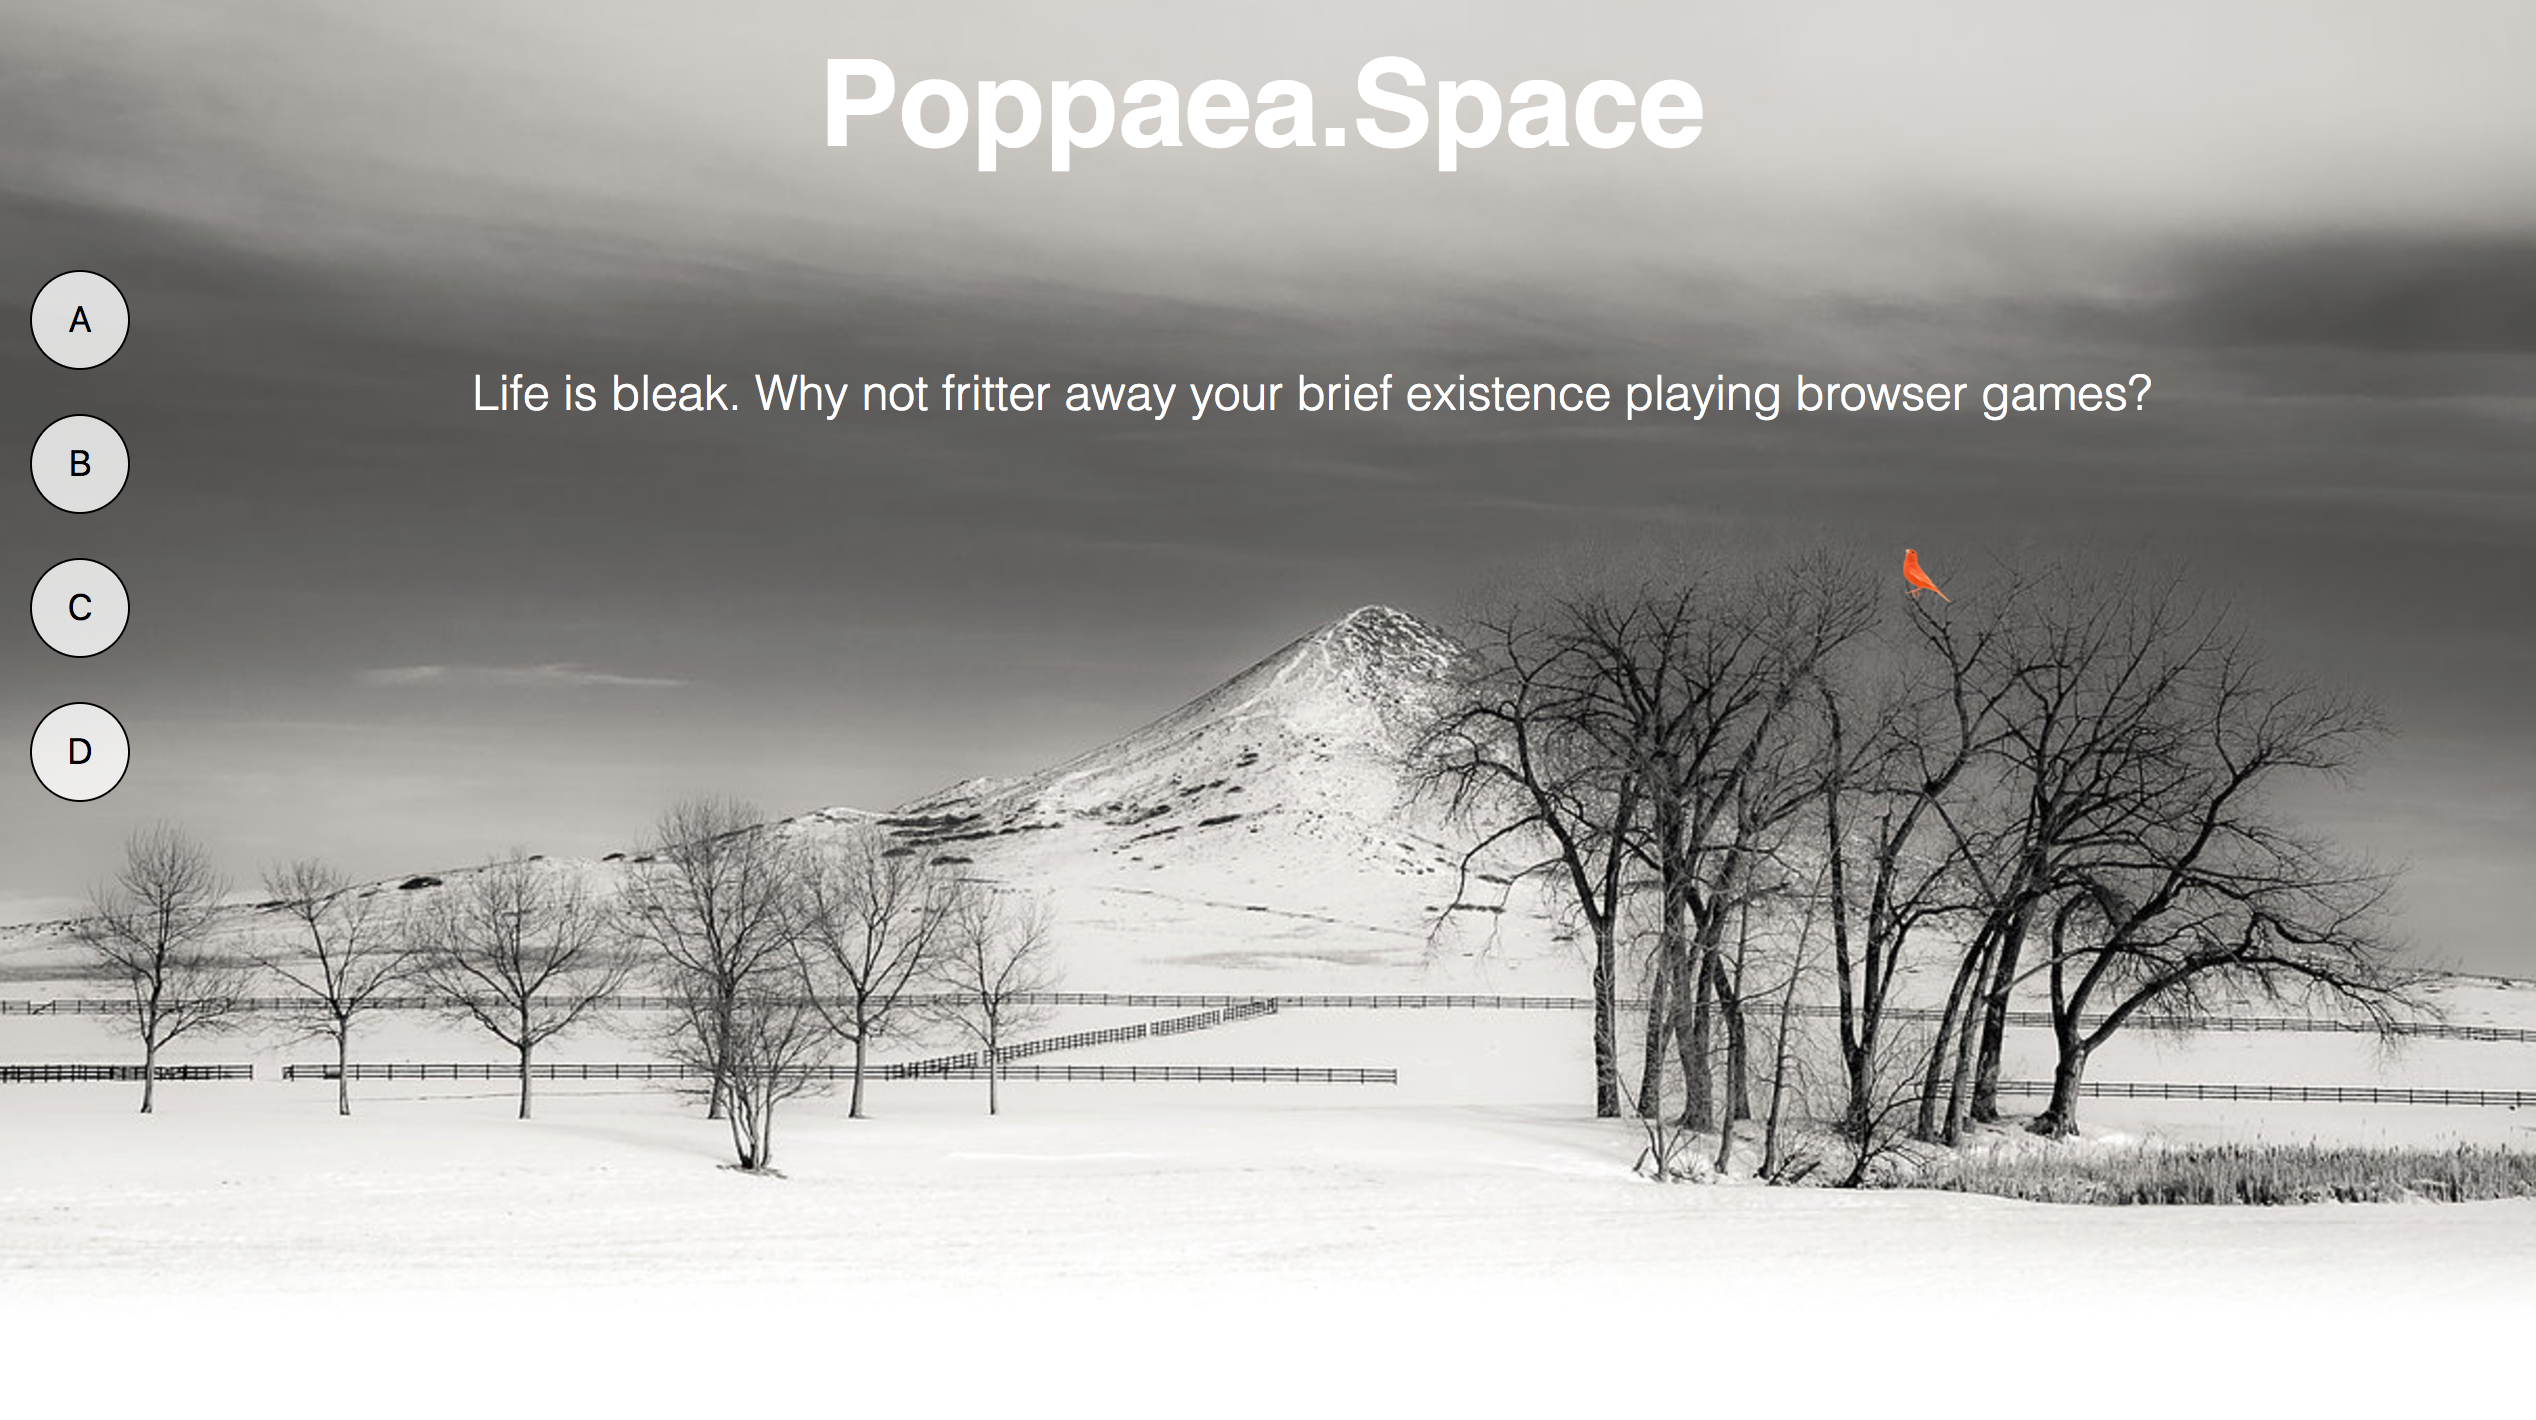 Poppaea.Space
A
Life is bleak. Why not fritter away your brief existence playing browser games?
B
C
D